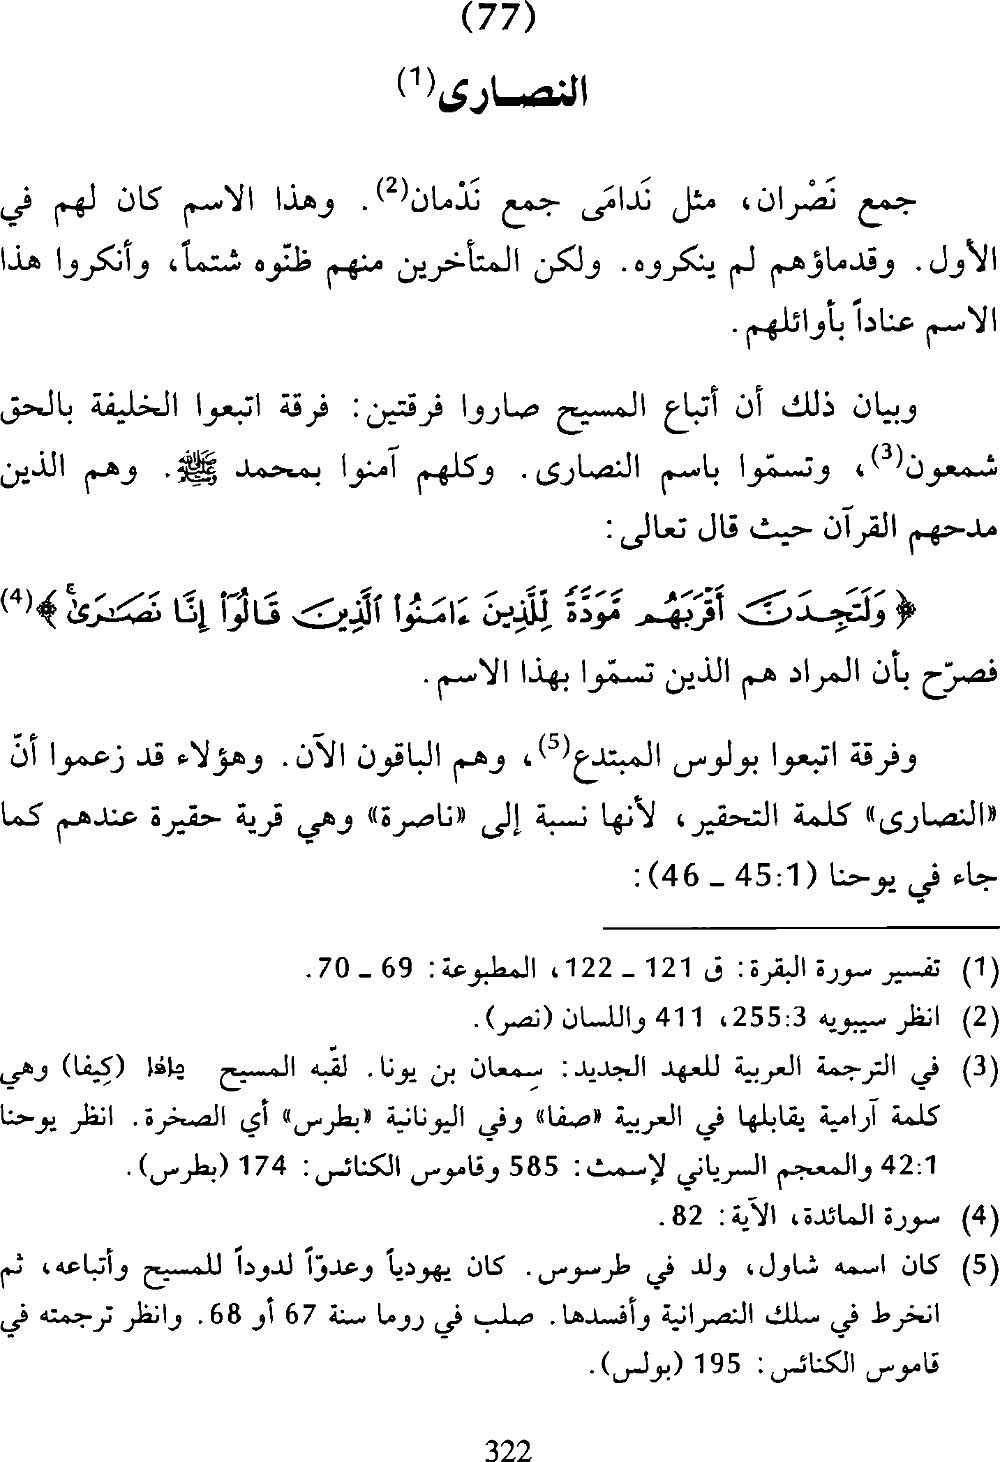 (77)
النصــارى(1)
جمع نَصْران، مثل نَدامَى جمع نَدْمان(2). وهذا الاسم كان لهم في
الأول. وقدماؤهم لم ينكروه. ولكن المتأخرين منهم ظنّوه شتماً، وأنكروا هذا
الاسم عناداً بأوائلهم.
وبيان ذلك أن أتباع المسيح صاروا فرقتين: فرقة اتبعوا الخليفة بالحق
شمعون(3)، وتسمّوا باسم النصارى. وكلهم آمنوا بمحمد ﷺ. وهم الذين
مدحهم القرآن حيث قال تعالى:
﴿ وَلَتَجِدَنَّ أَقْرَبَهُم مَّوَدَّةً لِّلَّذِينَ ءَامَنُوا۟ ٱلَّذِينَ قَالُوٓا۟ إِنَّا نَصَٰرَىٰۚ ﴾(4)
فصرّح بأن المراد هم الذين تسمّوا بهذا الاسم.
وفرقة اتبعوا بولوس المبتدع(5)، وهم الباقون الآن. وهؤلاء قد زعموا أنّ
«النصارى» كلمة التحقير، لأنها نسبة إلى «ناصرة» وهي قرية حقيرة عندهم كما
جاء في يوحنا (45:1 ــ 46):
(1) تفسير سورة البقرة: ق 121 ــ 122، المطبوعة: 69 ــ 70.
(2) انظر سيبويه 255:3، 411 واللسان (نصر).
(3) في الترجمة العربية للعهد الجديد: سِمعان بن يونا. لقّبه المسيح ܟܐܦܐ (كِيفا) وهي
كلمة آرامية يقابلها في العربية «صفا» وفي اليونانية «بطرس» أي الصخرة. انظر يوحنا
42:1 والمعجم السرياني لإسمث: 585 وقاموس الكنائس: 174 (بطرس).
(4) سورة المائدة، الآية: 82.
(5) كان اسمه شاول، ولد في طرسوس. كان يهودياً وعدوّاً لدوداً للمسيح وأتباعه، ثم
انخرط في سلك النصرانية وأفسدها. صلب في روما سنة 67 أو 68. وانظر ترجمته في
قاموس الكنائس: 195 (بولس).
322